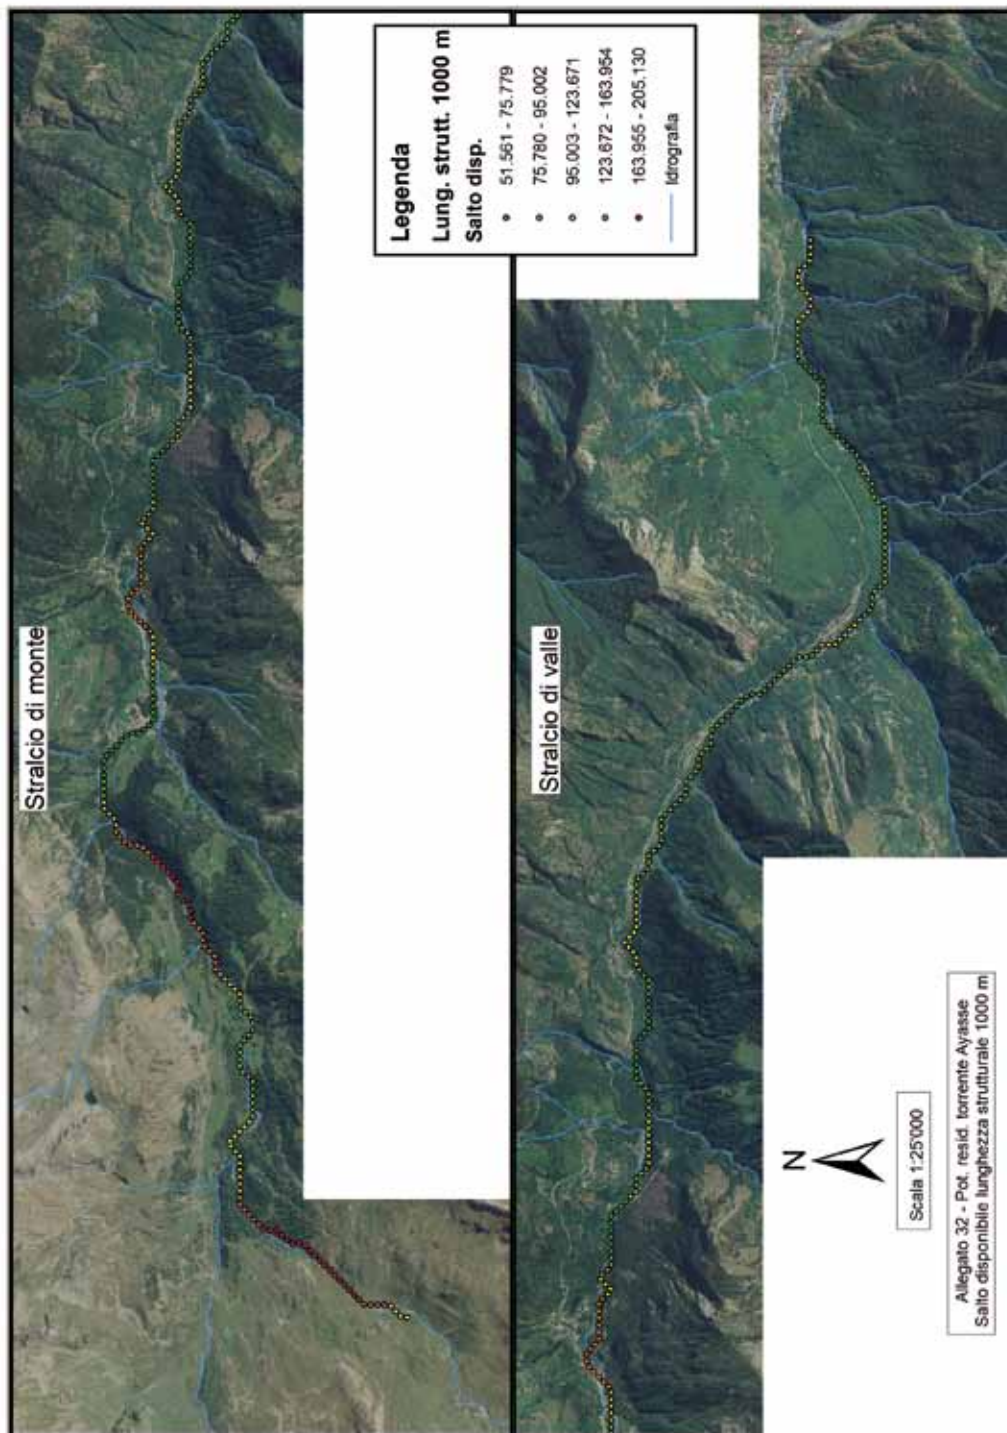 Stralcio di monte
Legenda
Lung. strutt. 1000 m
Salto disp.
51.561 - 75.779
75.780 - 95.002
95.003 - 123.671
123.672 - 163.954
163.955 - 205.130
Idrografia
Stralcio di valle
N
Scala 1:25'000
Allegato 32 - Pot. resid. torrente Ayasse
Salto disponibile lunghezza strutturale 1000 m